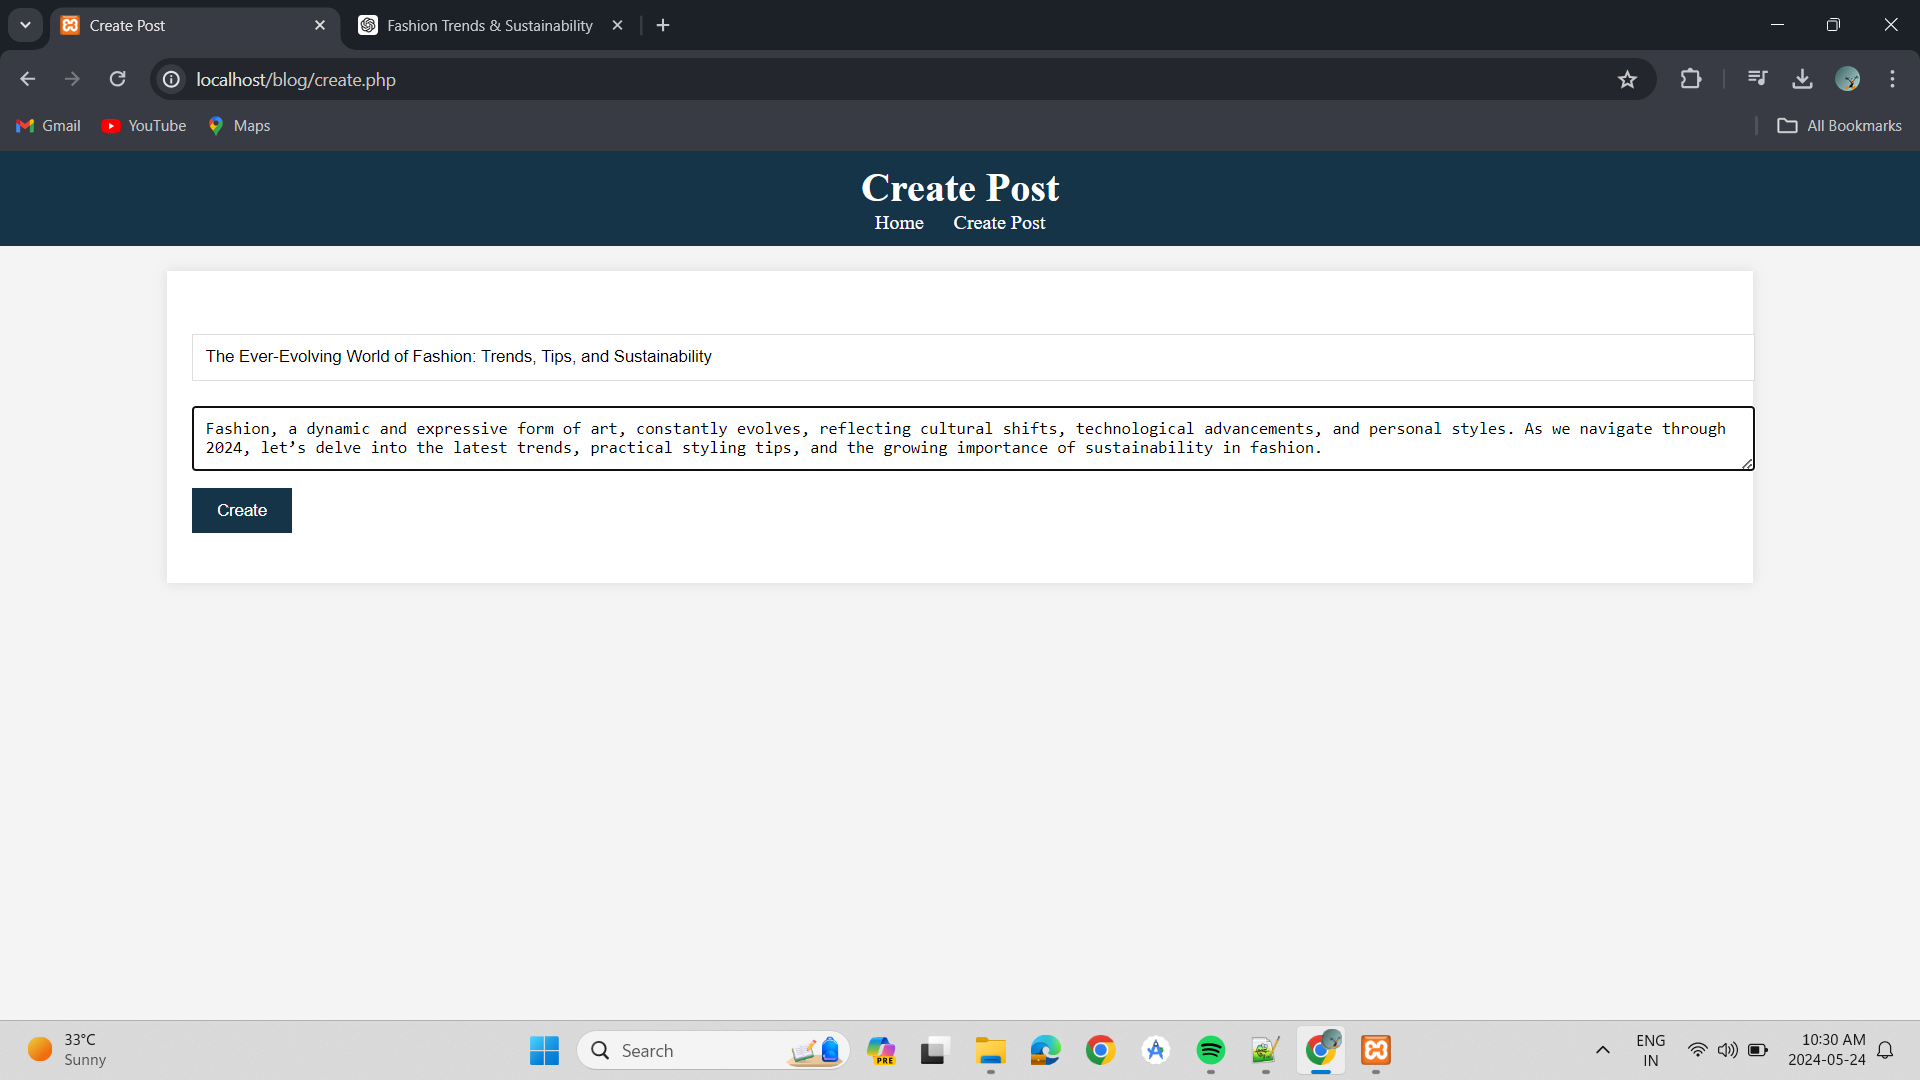 Create Post
Fashion Trends & Sustainability
localhost/blog/create.php
Gmail
YouTube
Maps
All Bookmarks
Create Post
Home
Create Post
The Ever-Evolving World of Fashion: Trends, Tips, and Sustainability
Fashion, a dynamic and expressive form of art, constantly evolves, reflecting cultural shifts, technological advancements, and personal styles. As we navigate through
2024, let’s delve into the latest trends, practical styling tips, and the growing importance of sustainability in fashion.
Create
33°C
Sunny
Search
PRE
ENG
IN
10:30 AM
2024-05-24